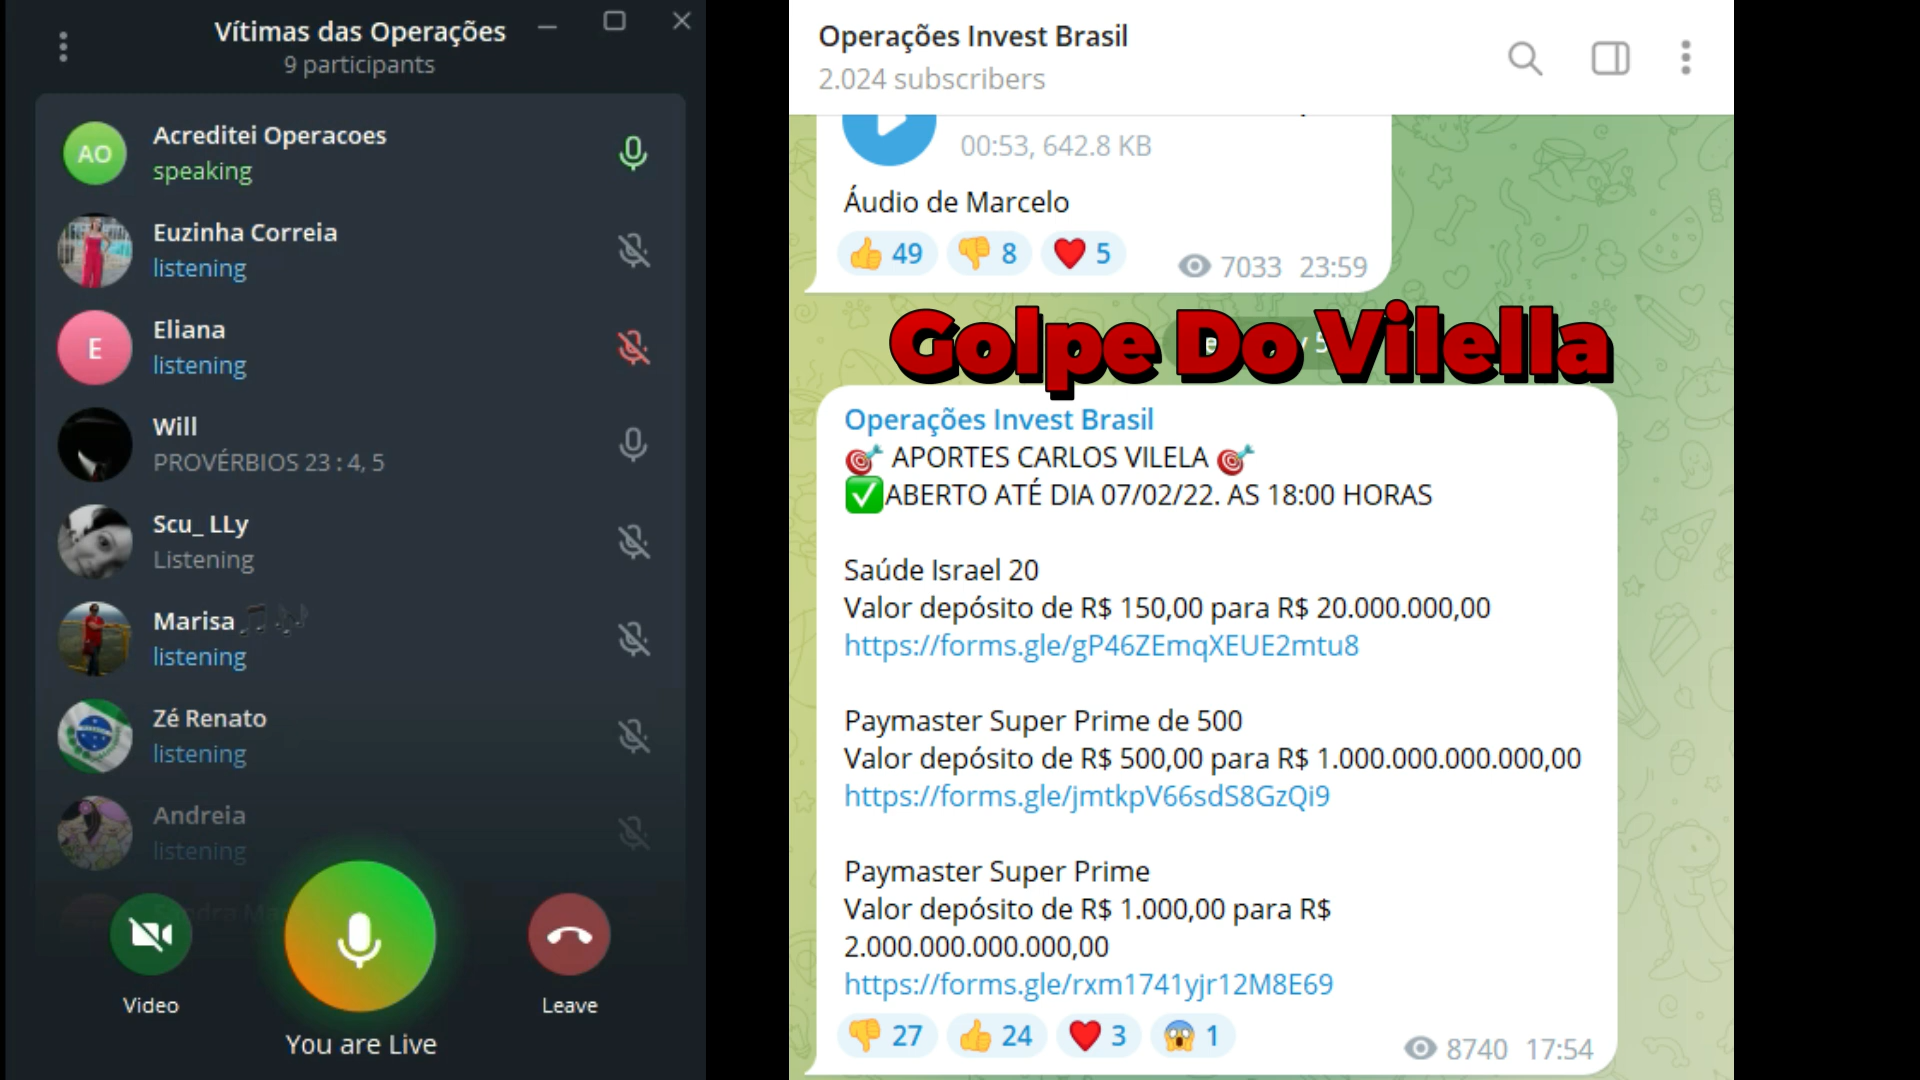 Vítimas das Operações
9 participants
AO
Acreditei Operacoes
speaking
Euzinha Correia
listening
E
Eliana
listening
Will
PROVÉRBIOS 23 : 4, 5
Scu_ LLy
Listening
Marisa🎵🎶
listening
Zé Renato
listening
Andreia
listening
Video
Leave
You are Live
Operações Invest Brasil
2.024 subscribers
00:53, 642.8 KB
Áudio de Marcelo
👍 49 👎 8 ❤️ 5
7033 23:59
Golpe Do Vilella
Operações Invest Brasil
🎯 APORTES CARLOS VILELA 🎯
✅ABERTO ATÉ DIA 07/02/22. AS 18:00 HORAS
Saúde Israel 20
Valor depósito de R$ 150,00 para R$ 20.000.000,00
https://forms.gle/gP46ZEmqXEUE2mtu8
Paymaster Super Prime de 500
Valor depósito de R$ 500,00 para R$ 1.000.000.000.000,00
https://forms.gle/jmtkpV66sdS8GzQi9
Paymaster Super Prime
Valor depósito de R$ 1.000,00 para R$
2.000.000.000.000,00
https://forms.gle/rxm1741yjr12M8E69
👎 27 👍 24 ❤️ 3 😱 1
8740 17:54